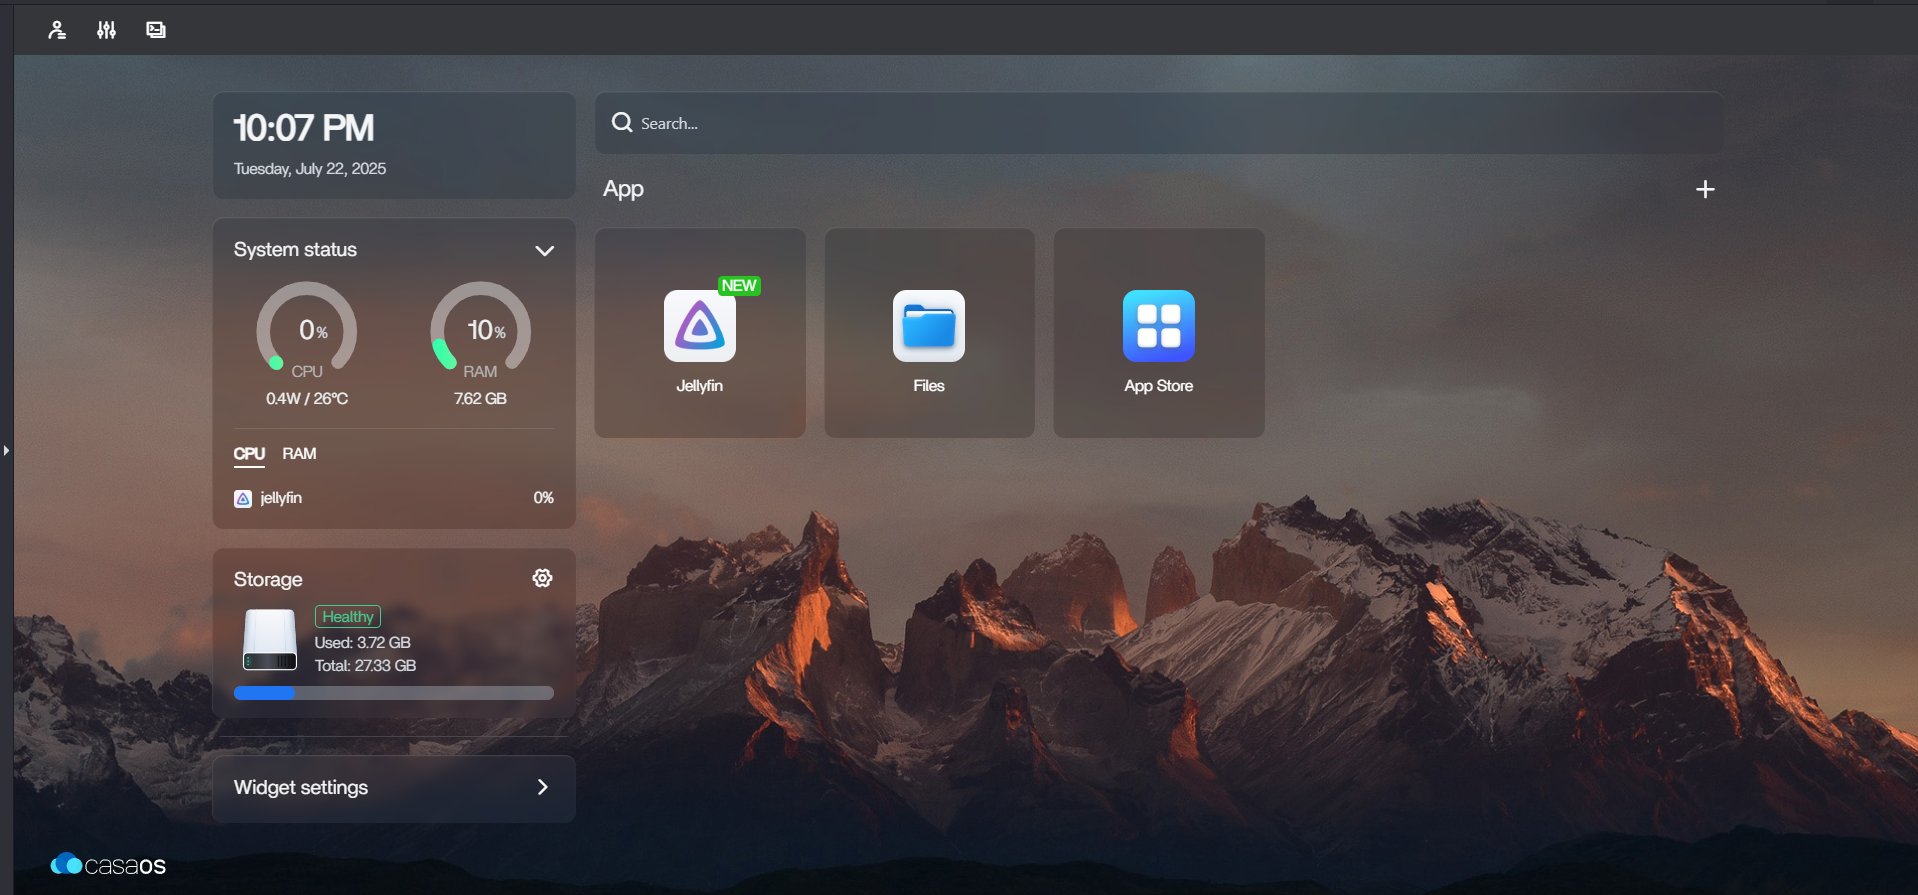 10:07 PM
Tuesday, July 22, 2025
Search...
App
System status
0%
CPU
0.4W / 26°C
10%
RAM
7.62 GB
CPU RAM
jellyfin 0%
NEW
Jellyfin
Files
App Store
Storage
Healthy
Used: 3.72 GB
Total: 27.33 GB
Widget settings
casaos